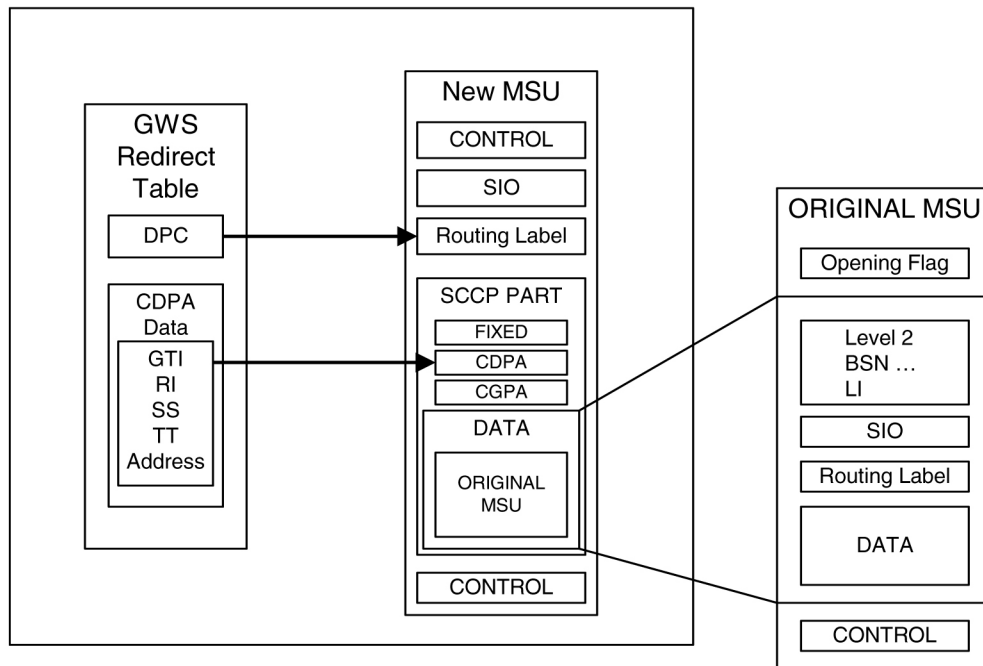 GWS
Redirect
Table
DPC
CDPA
Data
GTI
RI
SS
TT
Address
New MSU
CONTROL
SIO
Routing Label
SCCP PART
FIXED
CDPA
CGPA
DATA
ORIGINAL
MSU
CONTROL
ORIGINAL MSU
Opening Flag
Level 2
BSN ...
LI
SIO
Routing Label
DATA
CONTROL